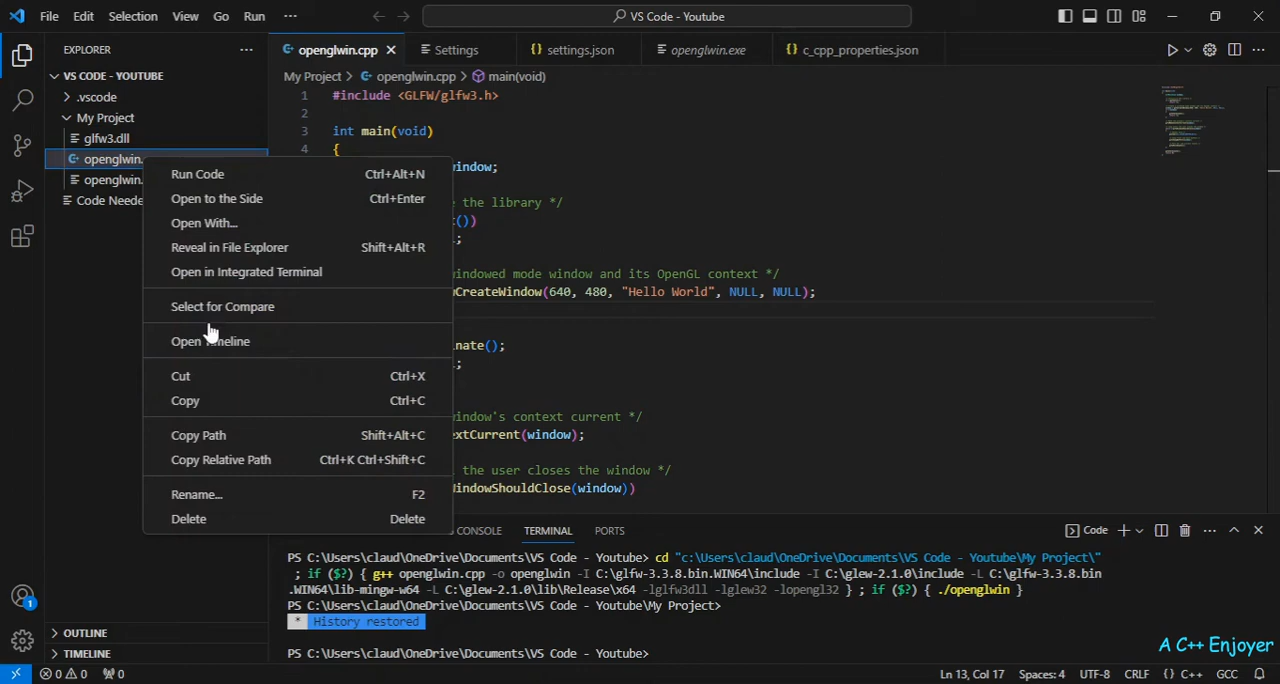 File Edit Selection View Go Run ··· VS Code - Youtube
EXPLORER ···
VS CODE - YOUTUBE
.vscode
My Project
glfw3.dll
openglwin.
openglwin.
Code Neede
OUTLINE
TIMELINE
openglwin.cpp Settings settings.json openglwin.exe c_cpp_properties.json
My Project > openglwin.cpp > main(void)
1 #include <GLFW/glfw3.h>
2
3 int main(void)
4 {
window;
e the library */
t())
;
windowed mode window and its OpenGL context */
wCreateWindow(640, 480, "Hello World", NULL, NULL);
nate();
;
window's context current */
extCurrent(window);
the user closes the window */
WindowShouldClose(window))
Run Code Ctrl+Alt+N
Open to the Side Ctrl+Enter
Open With...
Reveal in File Explorer Shift+Alt+R
Open in Integrated Terminal
Select for Compare
Open Timeline
Cut Ctrl+X
Copy Ctrl+C
Copy Path Shift+Alt+C
Copy Relative Path Ctrl+K Ctrl+Shift+C
Rename... F2
Delete Delete
CONSOLE TERMINAL PORTS Code
PS C:\Users\claud\OneDrive\Documents\VS Code - Youtube> cd "c:\Users\claud\OneDrive\Documents\VS Code - Youtube\My Project\"
; if ($?) { g++ openglwin.cpp -o openglwin -I C:\glfw-3.3.8.bin.WIN64\include -I C:\glew-2.1.0\include -L C:\glfw-3.3.8.bin
.WIN64\lib-mingw-w64 -L C:\glew-2.1.0\lib\Release\x64 -lglfw3dll -lglew32 -lopengl32 } ; if ($?) { ./openglwin }
PS C:\Users\claud\OneDrive\Documents\VS Code - Youtube\My Project>
* History restored
PS C:\Users\claud\OneDrive\Documents\VS Code - Youtube>
A C++ Enjoyer
1
0 0 0 Ln 13, Col 17 Spaces: 4 UTF-8 CRLF {} C++ GCC